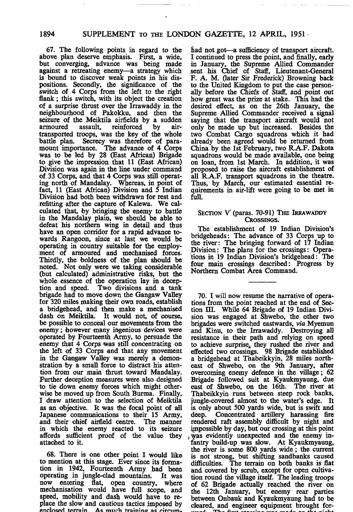 1894 SUPPLEMENT TO THE LONDON GAZETTE, 12 APRIL, 1951
67. The following points in regard to the
above plan deserve emphasis. First, a wide,
but converging, advance was being made
against a retreating enemy—a strategy which
is bound to discover weak points in his dis-
positions. Secondly, the significance of the
switch of 4 Corps from the left to the right
flank; this switch, with its object the creation
of a surprise thrust over the Irrawaddy in the
neighbourhood of Pakokku, and then the
seizure of the Meiktila airfields by a sudden
armoured assault, reinforced by air-
transported troops, was the key of the whole
battle plan. Secrecy was therefore of para-
mount importance. The advance of 4 Corps
was to be led by 28 (East African) Brigade
to give the impression that 11 (East African)
Division was again in the line under command
of 33 Corps, and that 4 Corps was still operat-
ing north of Mandalay. Whereas, in point of
fact, 11 (East African) Division and 5 Indian
Division had both been withdrawn for rest and
refitting after the capture of Kalewa. We cal-
culated that, by bringing the enemy to battle
in the Mandalay plain, we should be able to
defeat his northern wing in detail and thus
have an open corridor for a rapid advance to-
wards Rangoon, since at last we would be
operating in country suitable for the employ-
ment of armoured and mechanised forces.
Thirdly, the boldness of the plan should be
noted. Not only were we taking considerable
(but calculated) administrative risks, but the
whole essence of the operation lay in decep-
tion and speed. Two divisions and a tank
brigade had to move down the Gangaw Valley
for 320 miles making their own roads, establish
a bridgehead, and then make a mechanised
dash on Meiktila. It would not, of course,
be possible to conceal our movements from the
enemy; however many ingenious devices were
operated by Fourteenth Army, to persuade the
enemy that 4 Corps was still concentrating on
the left of 33 Corps and that any movement
in the Gangaw Valley was merely a demon-
stration by a small force to distract his atten-
tion from our main thrust toward Mandalay.
Further deception measures were also designed
to tie down enemy forces which might other-
wise be moved up from South Burma. Finally,
I draw attention to the selection of Meiktila
as an objective. It was the focal point of all
Japanese communications to their 15 Army,
and their chief airfield centre. The manner
in which the enemy reacted to its seizure
affords sufficient proof of the value they
attached to it.
68. There is one other point I would like
to mention at this stage. Ever since its forma-
tion in 1942, Fourteenth Army had been
operating in jungle-clad mountains. It was
now entering flat, open country, where
mechanisation would have full scope, and
speed, mobility and dash would have to re-
place the slow and cautious tactics imposed by
enclosed terrain. As much training as circum-
had not got—a sufficiency of transport aircraft.
I continued to press the point, and finally, early
in January, the Supreme Allied Commander
sent his Chief of Staff, Lieutenant-General
F. A. M. (later Sir Frederick) Browning back
to the United Kingdom to put the case person-
ally before the Chiefs of Staff, and point out
how great was the prize at stake. This had the
desired effect, as on the 26th January, the
Supreme Allied Commander received a signal
saying that the transport aircraft would not
only be made up but increased. Besides the
two Combat Cargo squadrons which it had
already been agreed would be returned from
China by the 1st February, two R.A.F. Dakota
squadrons would be made available, one being
on loan, from 1st March. In addition, it was
proposed to raise the aircraft establishment of
all R.A.F. transport squadrons in the theatre.
Thus, by March, our estimated essential re-
quirements in air-lift were going to be met in
full.
SECTION V (paras. 70-91) THE IRRAWADDY
CROSSINGS.
The establishment of 19 Indian Division's
bridgeheads: The advance of 33 Corps up to
the river: The bringing forward of 17 Indian
Division: The plans for the crossings: Opera-
tions in 19 Indian Division's bridgehead: The
four main crossings described: Progress by
Northern Combat Area Command.
70. I will now resume the narrative of opera-
tions from the point reached at the end of Sec-
tion III. While 64 Brigade of 19 Indian Divi-
sion was engaged at Shwebo, the other two
brigades were switched eastwards, via Myemun
and Kinu, to the Irrawaddy. Destroying all
resistance in their path and relying on speed
to achieve surprise, they rushed the river and
effected two crossings. 98 Brigade established
a bridgehead at Thabeikkyin, 28 miles north-
east of Shwebo, on the 9th January, after
overcoming enemy defence in the village; 62
Brigade followed suit at Kyaukmyaung, due
east of Shwebo, on the 16th. The river at
Thabeikkyin runs between steep rock banks,
jungle-covered almost to the water's edge. It
is only about 500 yards wide, but is swift and
deep. Concentrated artillery harassing fire
rendered raft assembly difficult by night and
impossible by day, but our crossing at this point
was evidently unexpected and the enemy in-
fantry build-up was slow. At Kyaukmyaung,
the river is some 800 yards wide; the current
is not strong, but shifting sandbanks caused
difficulties. The terrain on both banks is flat
and covered by scrub, except for open cultiva-
tion round the village itself. The leading troops
of 62 Brigade actually reached the river on
the 12th January, but enemy rear parties
between Onbauk and Kyaukmyaung had to be
cleared, and engineer equipment brought for-